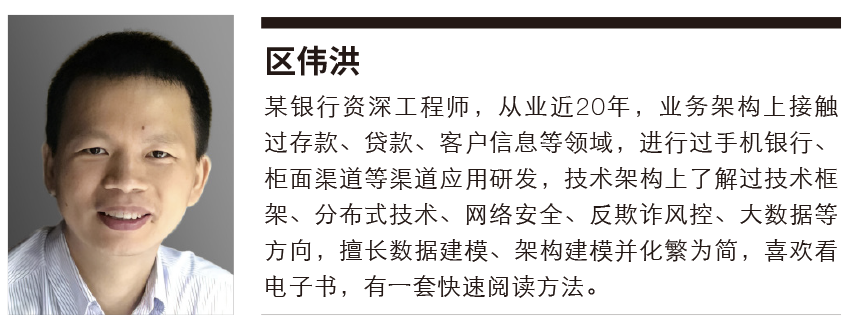 区伟洪
某银行资深工程师，从业近20年，业务架构上接触
过存款、贷款、客户信息等领域，进行过手机银行、
柜面渠道等渠道应用研发，技术架构上了解过技术框
架、分布式技术、网络安全、反欺诈风控、大数据等
方向，擅长数据建模、架构建模并化繁为简，喜欢看
电子书，有一套快速阅读方法。